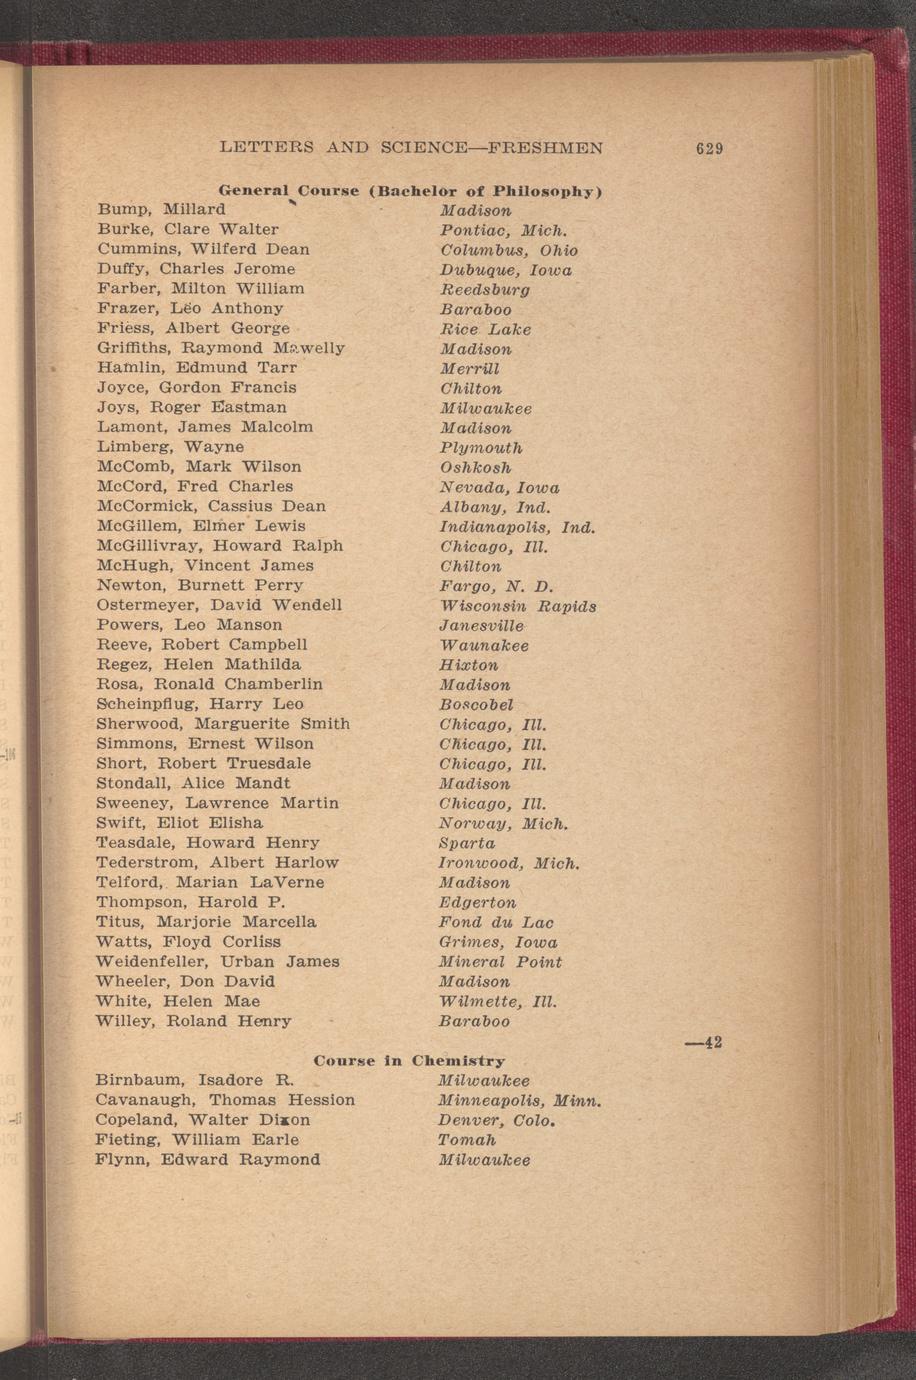 LETTERS AND SCIENCE—FRESHMEN 629
General Course (Bachelor of Philosophy)
Bump, Millard Madison
Burke, Clare Walter Pontiac, Mich.
Cummins, Wilferd Dean Columbus, Ohio
Duffy, Charles Jerome Dubuque, Iowa
Farber, Milton William Reedsburg
Frazer, Leo Anthony Baraboo
Friess, Albert George Rice Lake
Griffiths, Raymond Maxwelly Madison
Hamlin, Edmund Tarr Merrill
Joyce, Gordon Francis Chilton
Joys, Roger Eastman Milwaukee
Lamont, James Malcolm Madison
Limberg, Wayne Plymouth
McComb, Mark Wilson Oshkosh
McCord, Fred Charles Nevada, Iowa
McCormick, Cassius Dean Albany, Ind.
McGillem, Elmer Lewis Indianapolis, Ind.
McGillivray, Howard Ralph Chicago, Ill.
McHugh, Vincent James Chilton
Newton, Burnett Perry Fargo, N. D.
Ostermeyer, David Wendell Wisconsin Rapids
Powers, Leo Manson Janesville
Reeve, Robert Campbell Waunakee
Regez, Helen Mathilda Hixton
Rosa, Ronald Chamberlin Madison
Scheinpflug, Harry Leo Boscobel
Sherwood, Marguerite Smith Chicago, Ill.
Simmons, Ernest Wilson Chicago, Ill.
Short, Robert Truesdale Chicago, Ill.
Stondall, Alice Mandt Madison
Sweeney, Lawrence Martin Chicago, Ill.
Swift, Eliot Elisha Norway, Mich.
Teasdale, Howard Henry Sparta
Tederstrom, Albert Harlow Ironwood, Mich.
Telford, Marian LaVerne Madison
Thompson, Harold P. Edgerton
Titus, Marjorie Marcella Fond du Lac
Watts, Floyd Corliss Grimes, Iowa
Weidenfeller, Urban James Mineral Point
Wheeler, Don David Madison
White, Helen Mae Wilmette, Ill.
Willey, Roland Henry Baraboo
—42
Course in Chemistry
Birnbaum, Isadore R. Milwaukee
Cavanaugh, Thomas Hession Minneapolis, Minn.
Copeland, Walter Dixon Denver, Colo.
Fieting, William Earle Tomah
Flynn, Edward Raymond Milwaukee